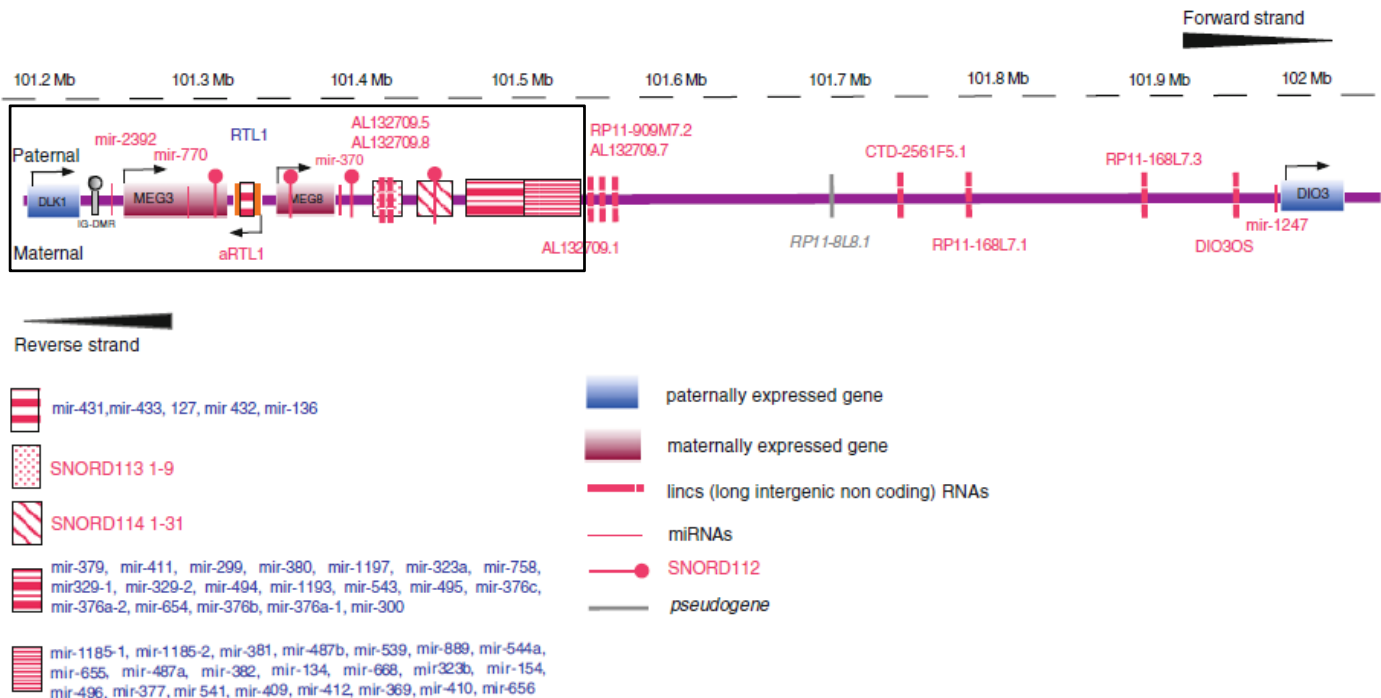 Forward strand
101.2 Mb 101.3 Mb 101.4 Mb 101.5 Mb 101.6 Mb 101.7 Mb 101.8 Mb 101.9 Mb 102 Mb
mir-2392 RTL1 AL132709.5 RP11-909M7.2
mir-770 AL132709.8 AL132709.7 CTD-2561F5.1 RP11-168L7.3
Paternal mir-370
DLK1 MEG3 MEG8 DIO3
IG-DMR
Maternal aRTL1 AL132709.1 RP11-8L8.1 RP11-168L7.1 DIO3OS mir-1247
Reverse strand
mir-431,mir-433, 127, mir 432, mir-136
SNORD113 1-9
SNORD114 1-31
mir-379, mir-411, mir-299, mir-380, mir-1197, mir-323a, mir-758,
mir329-1, mir-329-2, mir-494, mir-1193, mir-543, mir-495, mir-376c,
mir-376a-2, mir-654, mir-376b, mir-376a-1, mir-300
mir-1185-1, mir-1185-2, mir-381, mir-487b, mir-539, mir-889, mir-544a,
mir-655, mir-487a, mir-382, mir-134, mir-668, mir323b, mir-154,
mir-496, mir-377, mir 541, mir-409, mir-412, mir-369, mir-410, mir-656
paternally expressed gene
maternally expressed gene
lincs (long intergenic non coding) RNAs
miRNAs
SNORD112
pseudogene